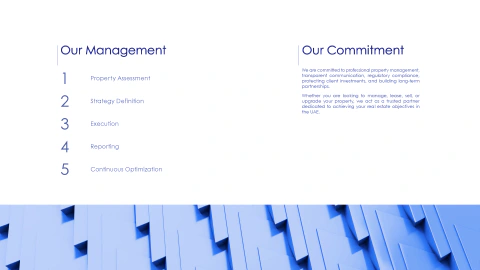 Our Management
1 Property Assessment
2 Strategy Definition
3 Execution
4 Reporting
5 Continuous Optimization
Our Commitment
We are committed to professional property management,
transparent communication, regulatory compliance,
protecting client investments, and building long-term
partnerships.
Whether you are looking to manage, lease, sell, or
upgrade your property, we act as a trusted partner
dedicated to achieving your real estate objectives in
the UAE.